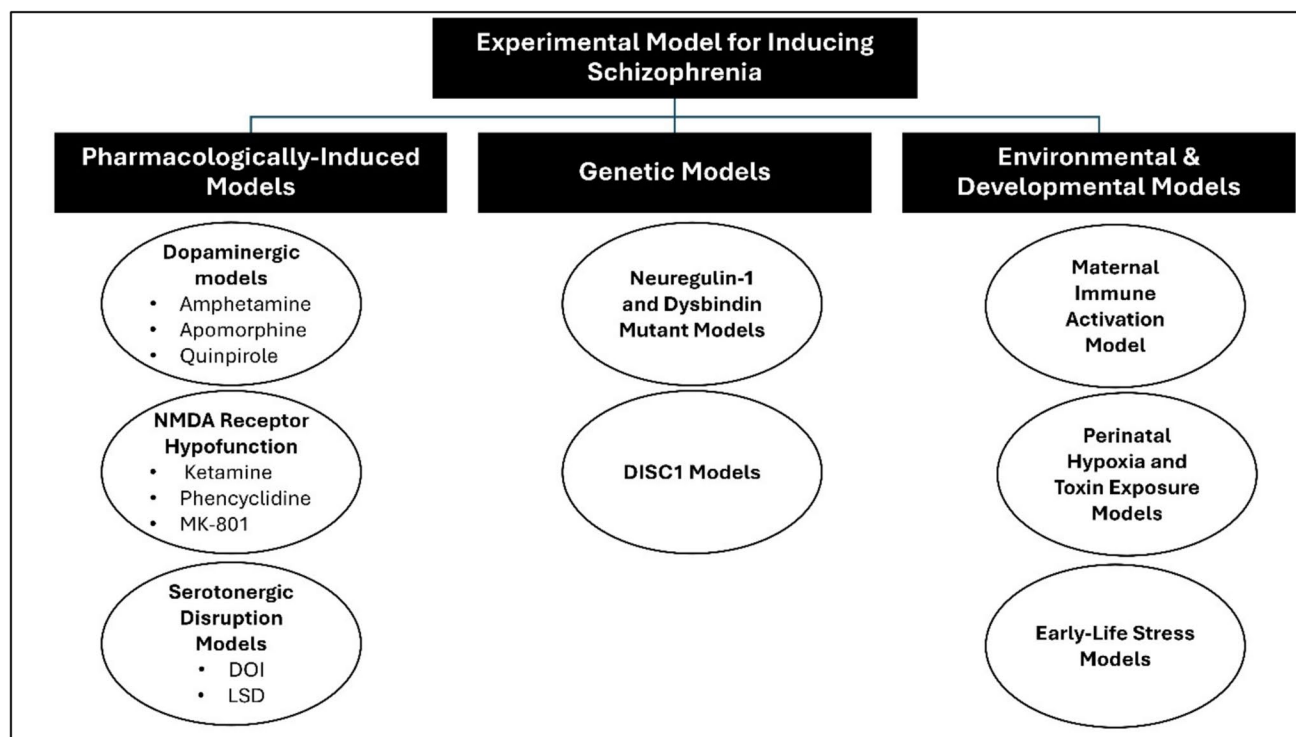 Experimental Model for Inducing
Schizophrenia
Pharmacologically-Induced
Models
Dopaminergic
models
• Amphetamine
• Apomorphine
• Quinpirole
NMDA Receptor
Hypofunction
• Ketamine
• Phencyclidine
• MK-801
Serotonergic
Disruption
Models
• DOI
• LSD
Genetic Models
Neuregulin-1
and Dysbindin
Mutant Models
DISC1 Models
Environmental &
Developmental Models
Maternal
Immune
Activation
Model
Perinatal
Hypoxia and
Toxin Exposure
Models
Early-Life Stress
Models